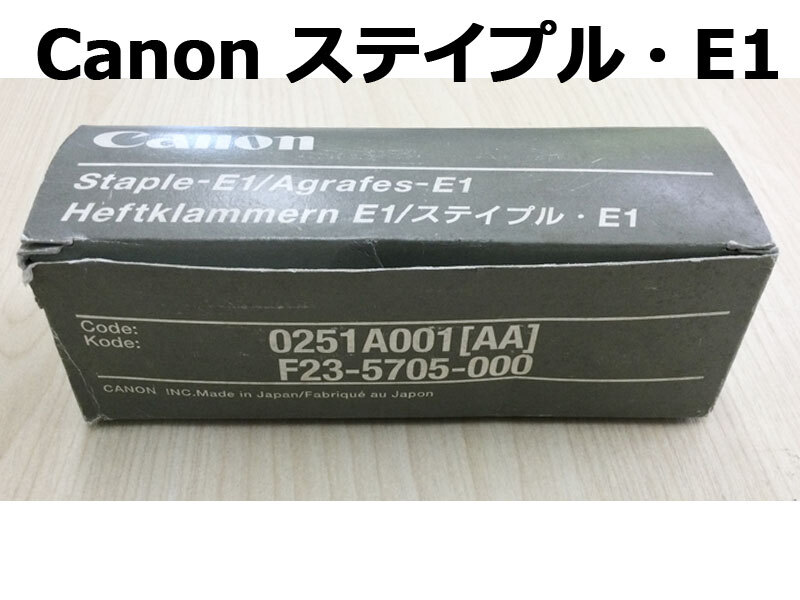 Canon ステイプル・E1
Canon
Staple-E1/Agrafes-E1
Heftklammern E1/ステイプル・E1
Code:
Kode:
0251A001[AA]
F23-5705-000
CANON INC.Made in Japan/Fabriqué au Japon